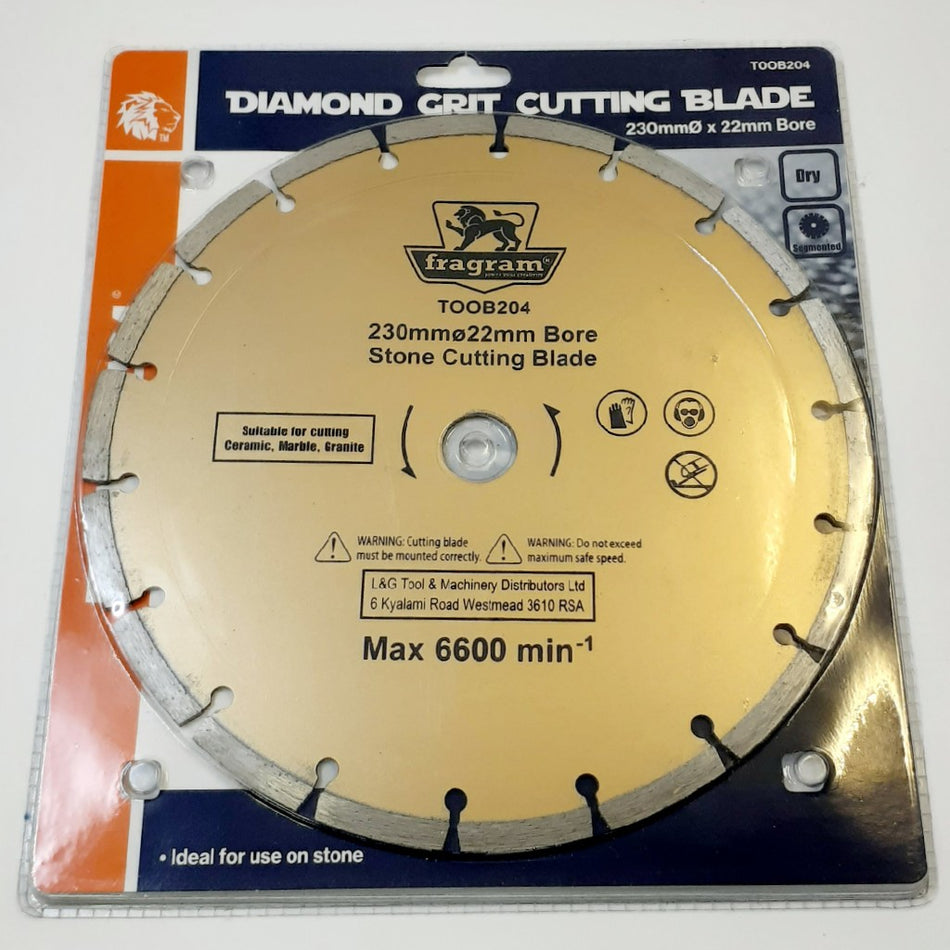 TOOB204
DIAMOND GRIT CUTTING BLADE
230mmØ x 22mm Bore
TM
Dry
Segmented
fragram
TOOB204
230mmø22mm Bore
Stone Cutting Blade
Suitable for cutting
Ceramic, Marble, Granite
WARNING: Cutting blade
must be mounted correctly.
WARNING: Do not exceed
maximum safe speed.
L&G Tool & Machinery Distributors Ltd
6 Kyalami Road Westmead 3610 RSA
Max 6600 min⁻¹
• Ideal for use on stone